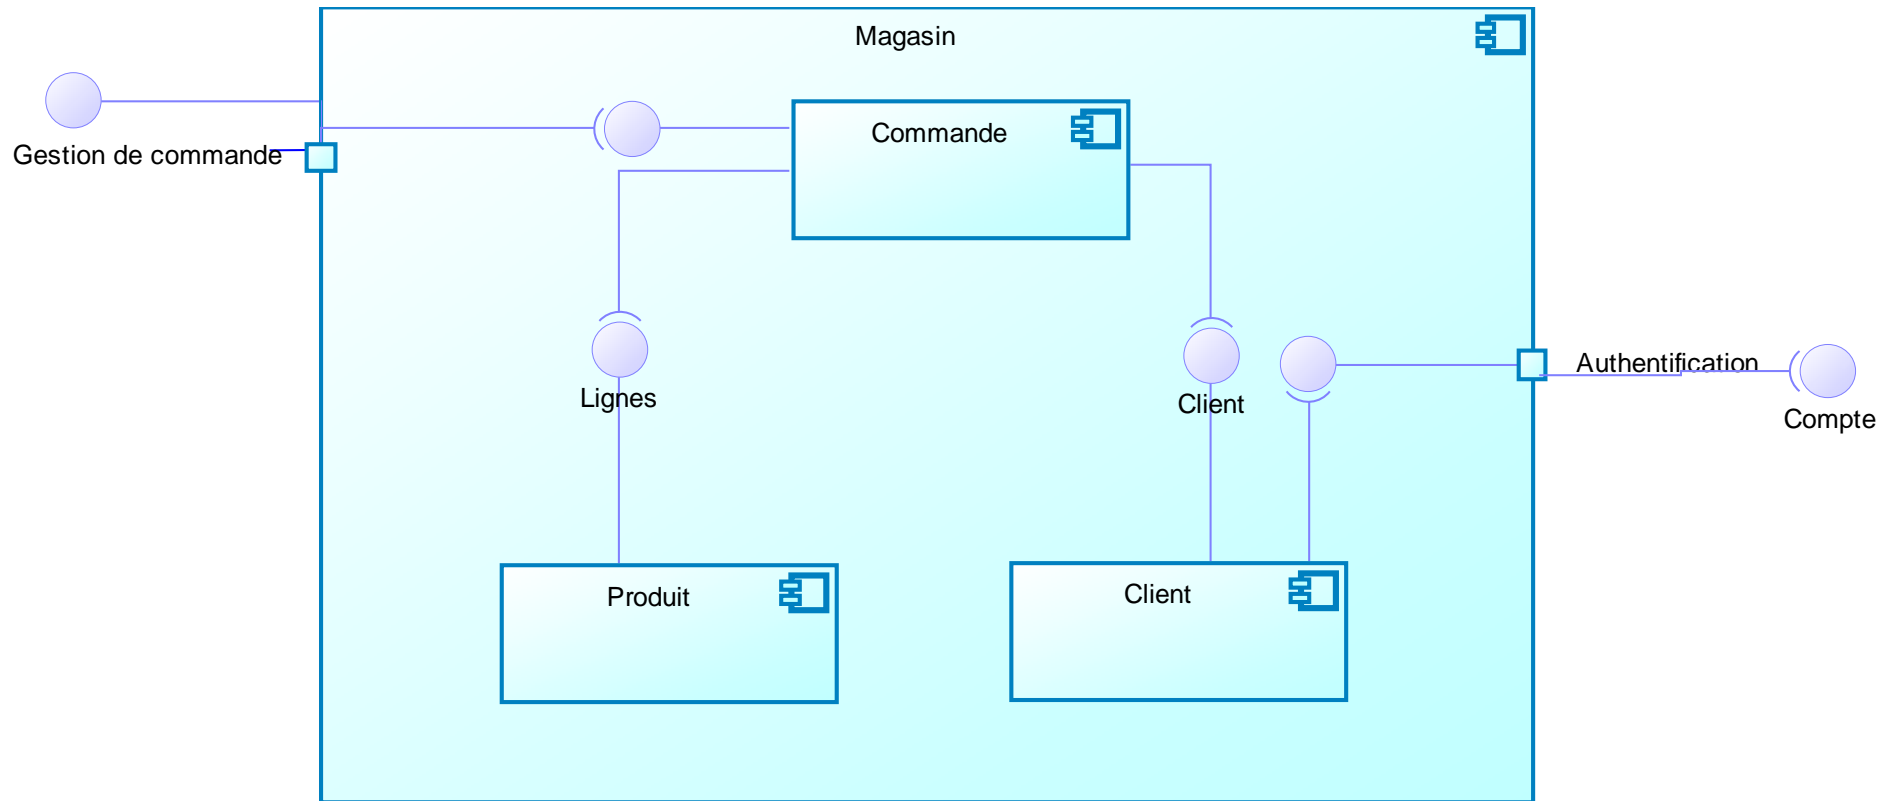 Magasin
Commande
Gestion de commande
Authentification
Lignes
Client
Compte
Produit
Client